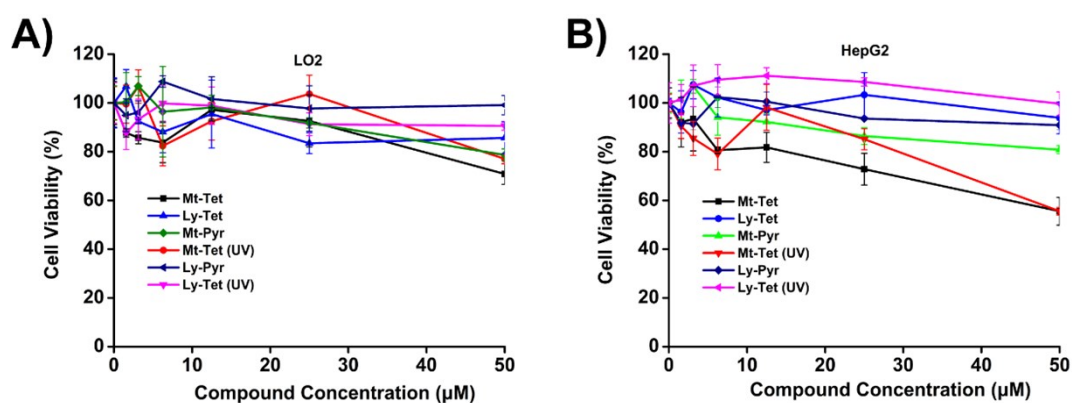 A)
LO2
120
100
80
60
40
20
0
Cell Viability (%)
Mt-Tet
Ly-Tet
Mt-Pyr
Mt-Tet (UV)
Ly-Pyr
Ly-Tet (UV)
0 10 20 30 40 50
Compound Concentration (µM)
B)
HepG2
120
100
80
60
40
20
0
Cell Viability (%)
Mt-Tet
Ly-Tet
Mt-Pyr
Mt-Tet (UV)
Ly-Pyr
Ly-Tet (UV)
0 10 20 30 40 50
Compound Concentration (µM)